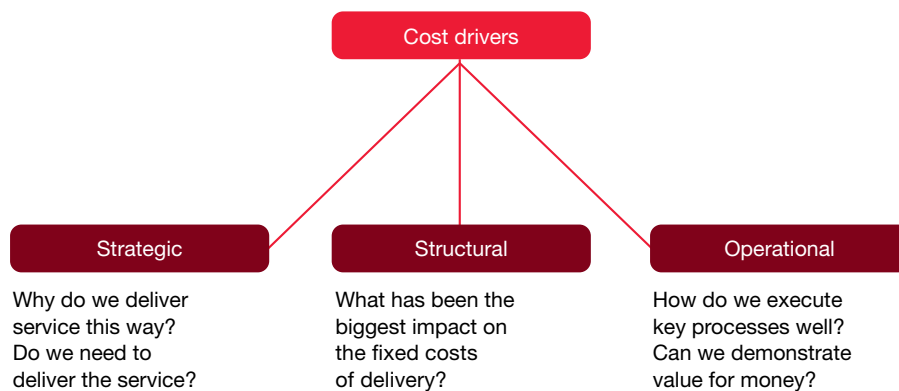 Cost drivers
Strategic
Why do we deliver
service this way?
Do we need to
deliver the service?
Structural
What has been the
biggest impact on
the fixed costs
of delivery?
Operational
How do we execute
key processes well?
Can we demonstrate
value for money?